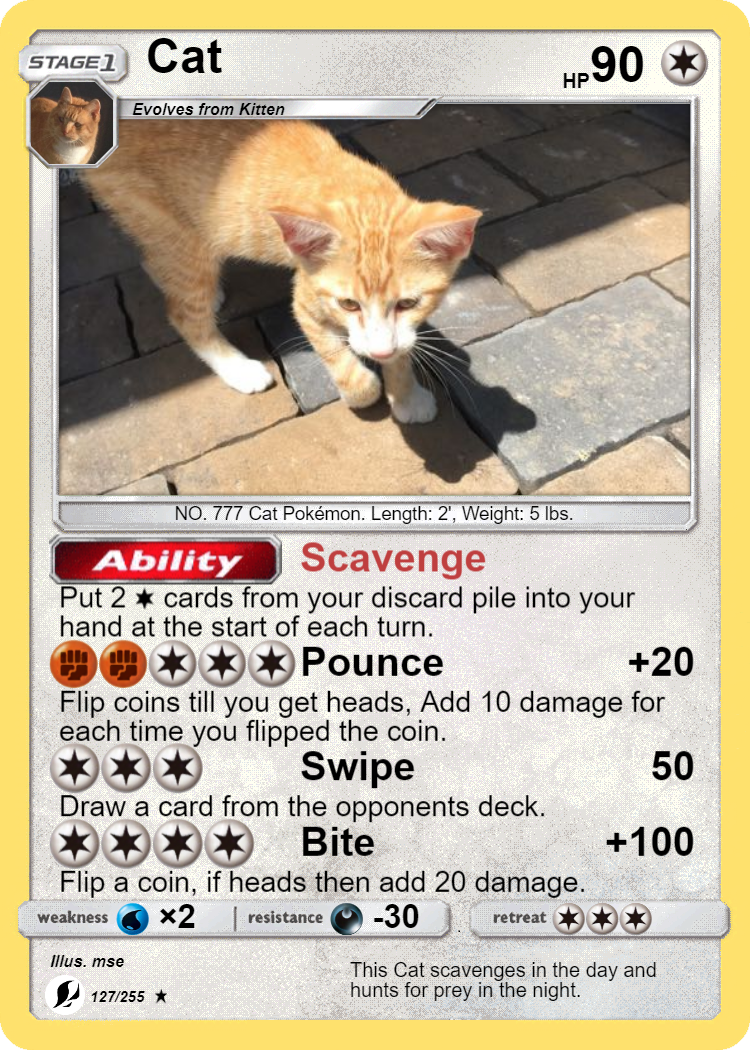 STAGE1
Cat
HP90
Evolves from Kitten
NO. 777 Cat Pokémon. Length: 2', Weight: 5 lbs.
Ability Scavenge
Put 2 ★ cards from your discard pile into your
hand at the start of each turn.
Pounce +20
Flip coins till you get heads, Add 10 damage for
each time you flipped the coin.
Swipe 50
Draw a card from the opponents deck.
Bite +100
Flip a coin, if heads then add 20 damage.
weakness ×2 resistance -30 retreat
Illus. mse
127/255 ★
This Cat scavenges in the day and
hunts for prey in the night.